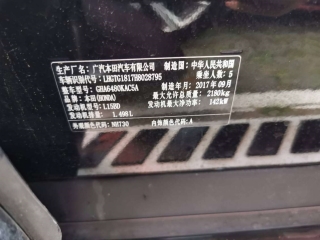 生产厂名：广汽本田汽车有限公司 制造国：中华人民共和国
车辆识别代号：LHGTG1817H8028795 乘坐人数：5
整车型号：GHA6480KAC5A 制造年月：2017年09月
品牌：本田(HONDA) 最大允许总质量：2180kg
发动机型号：L15BD 发动机最大净功率：142kW
发动机排量：1.498L
外饰颜色代码：NH730 内饰颜色代码：A